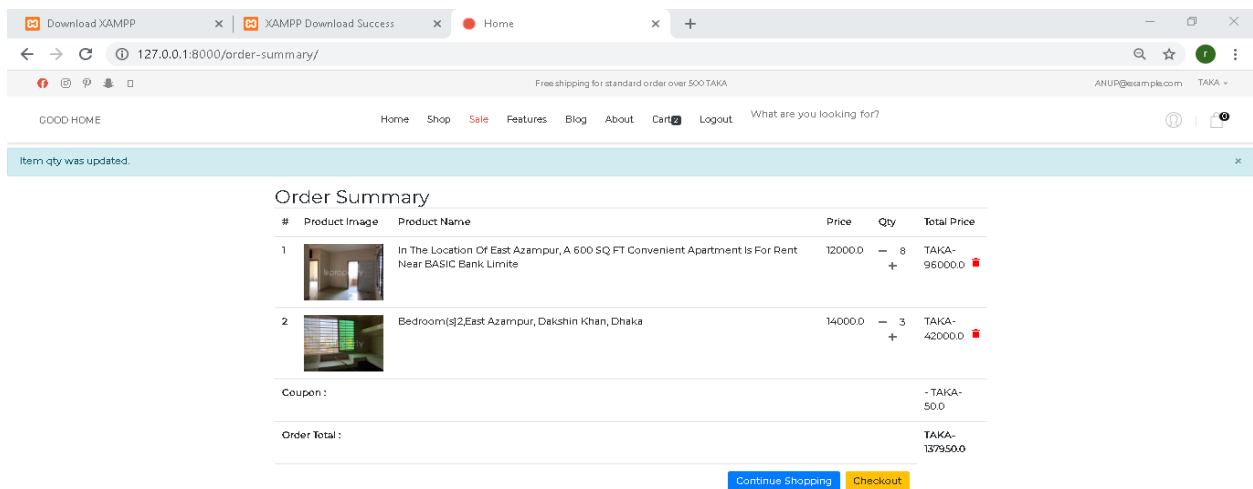 Download XAMPP
XAMPP Download Success
Home
127.0.0.1:8000/order-summary/
r
Free shipping for standard order over 500 TAKA
ANUP@example.com TAKA
GOOD HOME
Home Shop Sale Features Blog About Cart 2 Logout What are you looking for?
0
Item qty was updated. ×
Order Summary
# Product Image Product Name Price Qty Total Price
1 In The Location Of East Azampur, A 600 SQ FT Convenient Apartment Is For Rent 12000.0 − 8 TAKA-
Near BASIC Bank Limite + 96000.0
2 Bedroom(s)2,East Azampur, Dakshin Khan, Dhaka 14000.0 − 3 TAKA-
+ 42000.0
Coupon : - TAKA-
50.0
Order Total : TAKA-
137950.0
Continue Shopping Checkout